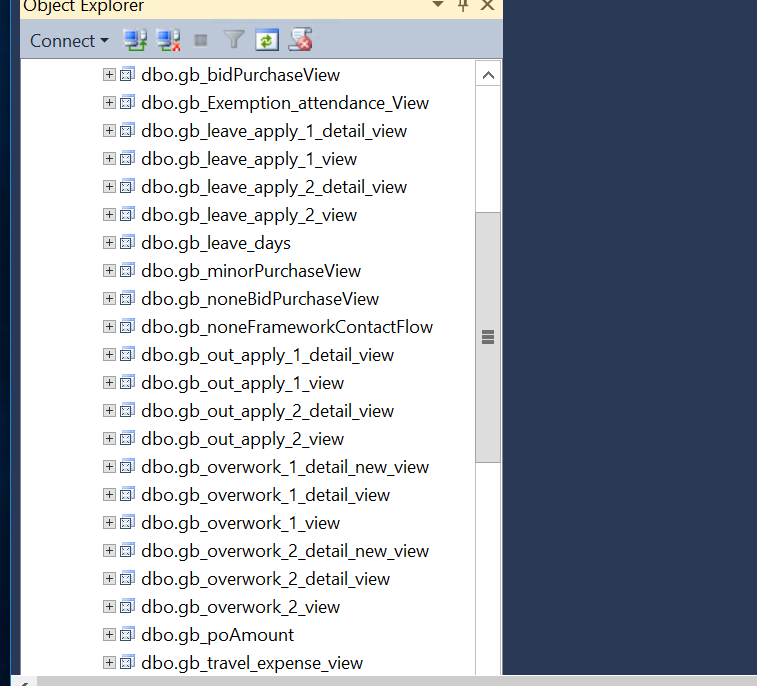 Object Explorer
Connect
dbo.gb_bidPurchaseView
dbo.gb_Exemption_attendance_View
dbo.gb_leave_apply_1_detail_view
dbo.gb_leave_apply_1_view
dbo.gb_leave_apply_2_detail_view
dbo.gb_leave_apply_2_view
dbo.gb_leave_days
dbo.gb_minorPurchaseView
dbo.gb_noneBidPurchaseView
dbo.gb_noneFrameworkContactFlow
dbo.gb_out_apply_1_detail_view
dbo.gb_out_apply_1_view
dbo.gb_out_apply_2_detail_view
dbo.gb_out_apply_2_view
dbo.gb_overwork_1_detail_new_view
dbo.gb_overwork_1_detail_view
dbo.gb_overwork_1_view
dbo.gb_overwork_2_detail_new_view
dbo.gb_overwork_2_detail_view
dbo.gb_overwork_2_view
dbo.gb_poAmount
dbo.gb_travel_expense_view